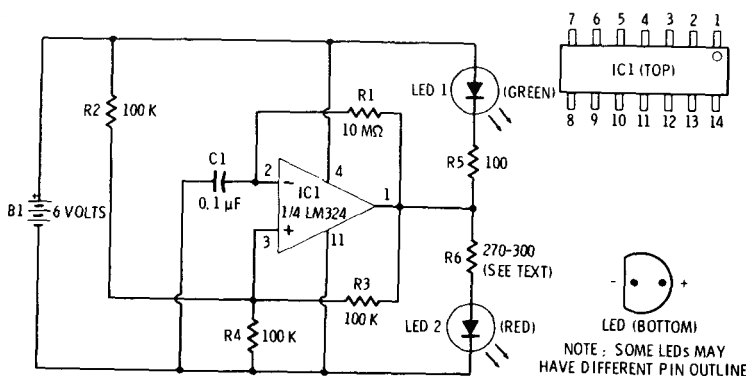 7 6 5 4 3 2 1
IC1 (TOP)
8 9 10 11 12 13 14
R2
100 K
R1
10 MΩ
LED 1
(GREEN)
C1
0.1 μF
2
4
IC1
1/4 LM324
1
3
11
R5
100
B1
6 VOLTS
R6
270-300
(SEE TEXT)
R3
100 K
R4
100 K
LED 2
(RED)
- +
LED (BOTTOM)
NOTE: SOME LEDs MAY
HAVE DIFFERENT PIN OUTLINE